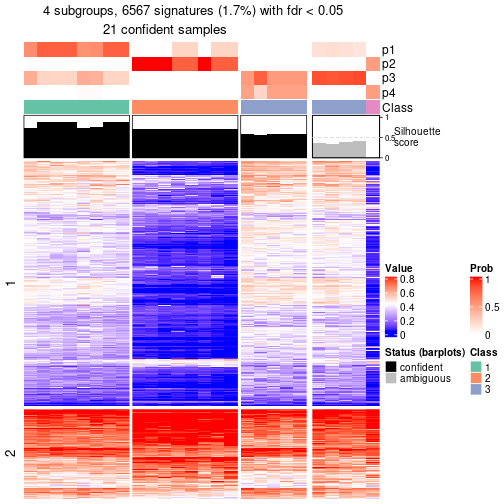 4 subgroups, 6567 signatures (1.7%) with fdr < 0.05
21 confident samples
p1
p2
p3
p4
Class
1
0.5
0
Silhouette
score
1
2
Value
0.8
0.6
0.4
0.2
0
Prob
1
0.5
0
Status (barplots)
confident
ambiguous
Class
1
2
3